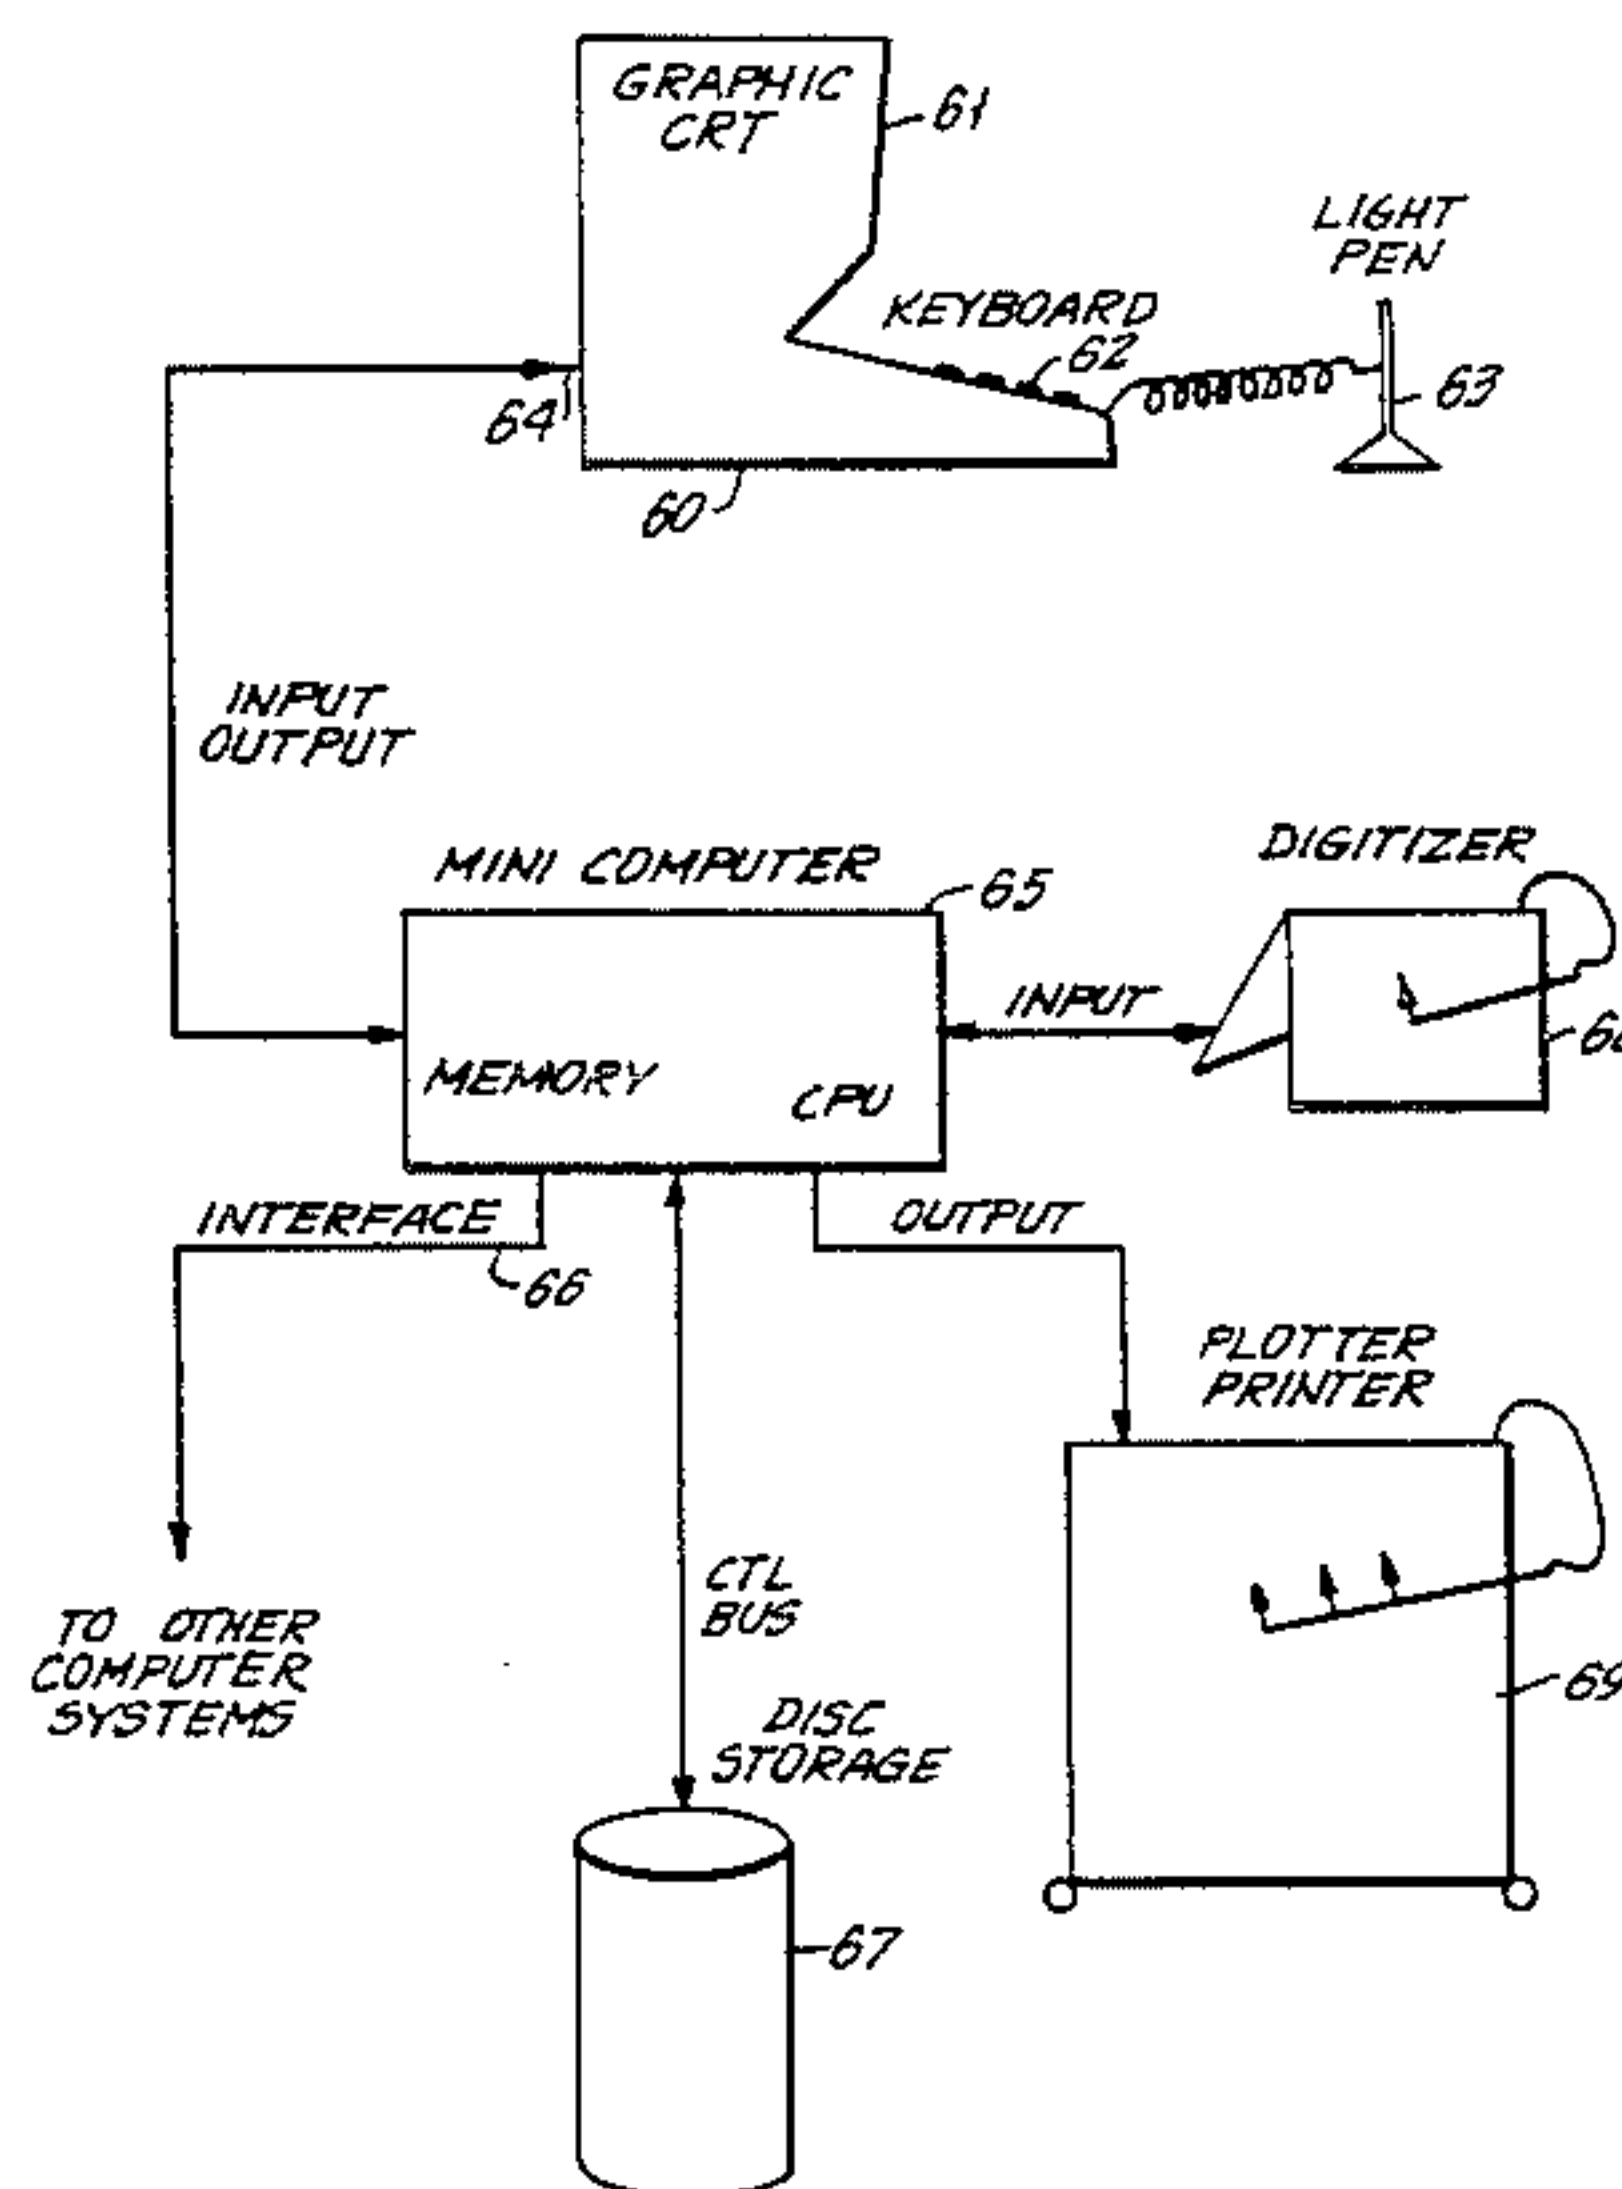 GRAPHIC
CRT
61
LIGHT
PEN
KEYBOARD
62
63
64
60
INPUT
OUTPUT
MINI COMPUTER
65
DIGITIZER
INPUT
MEMORY
CPU
INTERFACE
66
OUTPUT
PLOTTER
PRINTER
CTL
BUS
TO OTHER
COMPUTER
SYSTEMS
69
DISC
STORAGE
67